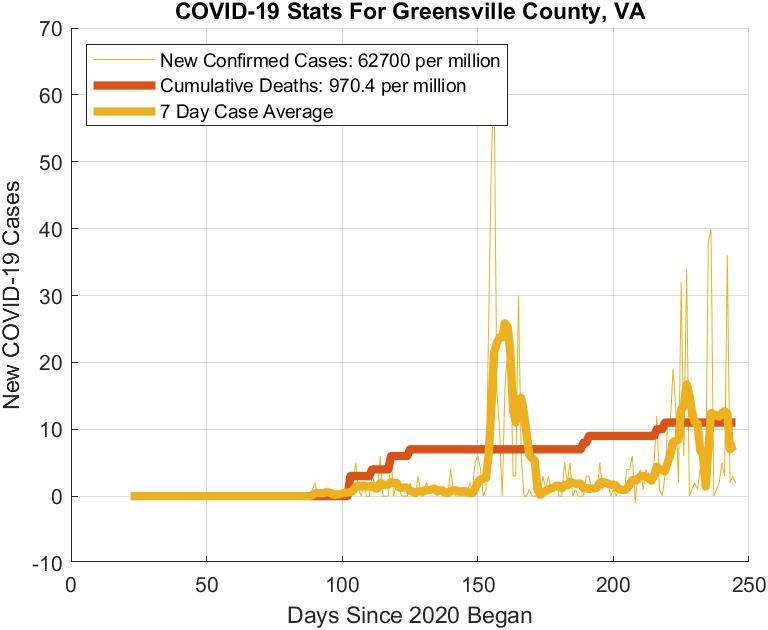 COVID-19 Stats For Greensville County, VA
New Confirmed Cases: 62700 per million
Cumulative Deaths: 970.4 per million
7 Day Case Average
New COVID-19 Cases
70
60
50
40
30
20
10
0
-10
0 50 100 150 200 250
Days Since 2020 Began